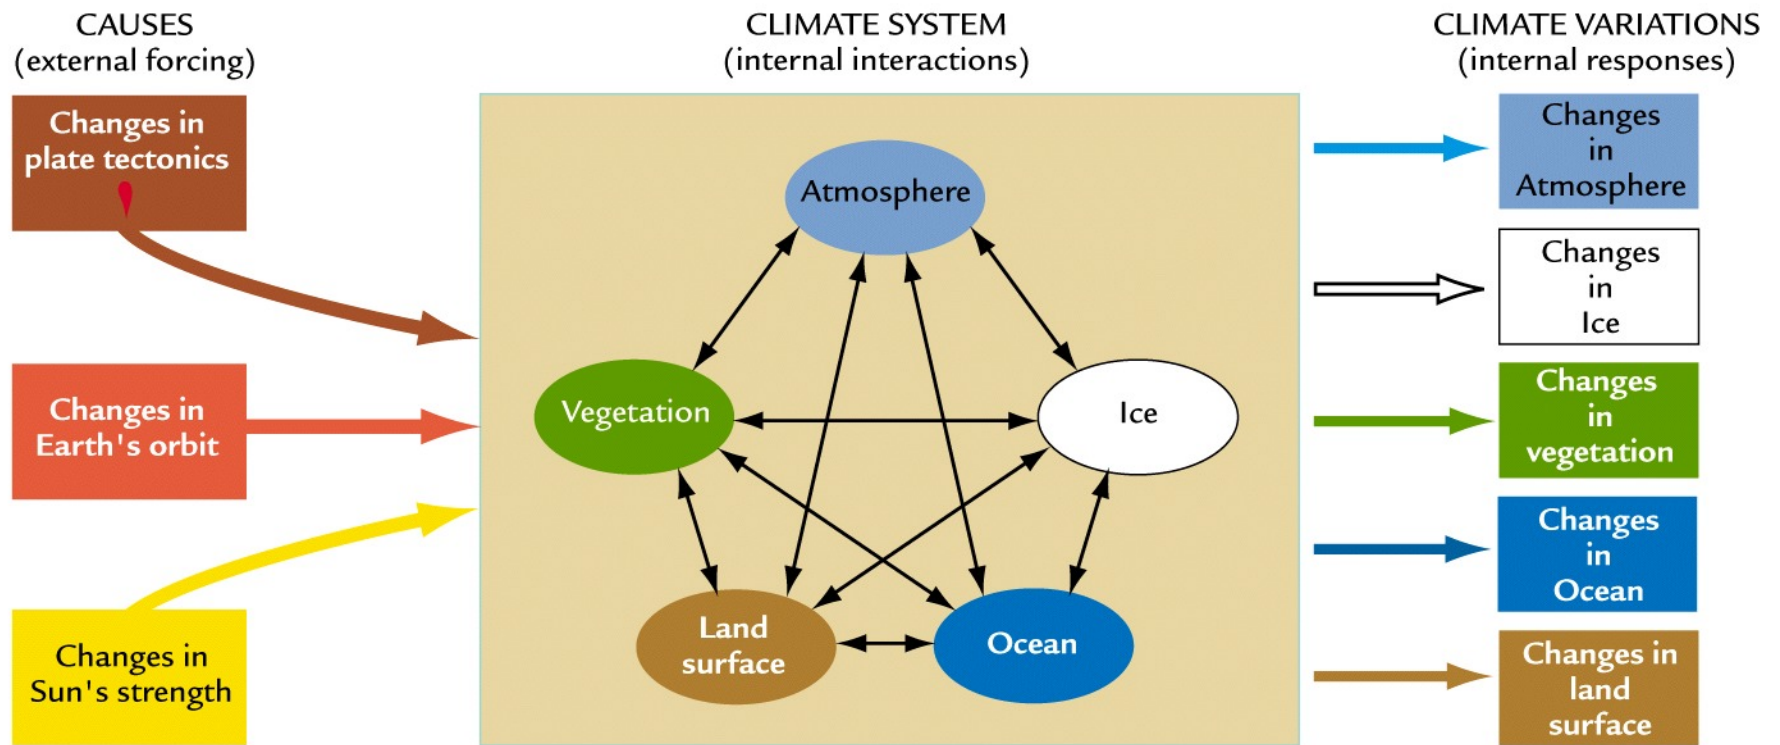 CAUSES
(external forcing)
Changes in
plate tectonics
Changes in
Earth's orbit
Changes in
Sun's strength
CLIMATE SYSTEM
(internal interactions)
Atmosphere
Vegetation
Ice
Land
surface
Ocean
CLIMATE VARIATIONS
(internal responses)
Changes
in
Atmosphere
Changes
in
Ice
Changes
in
vegetation
Changes
in
Ocean
Changes in
land
surface